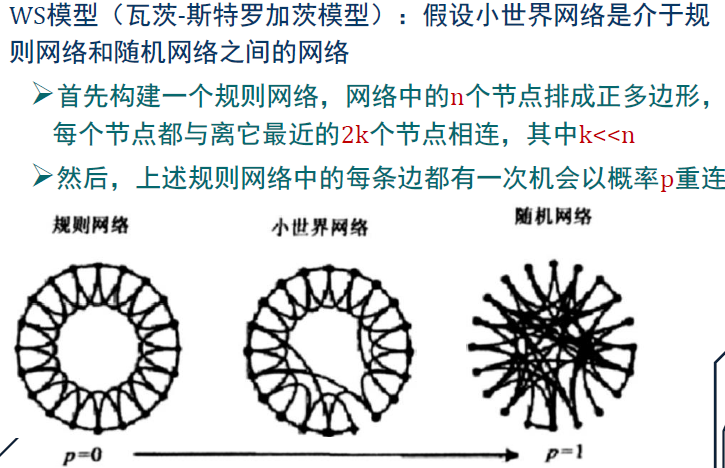 WS模型（瓦茨-斯特罗加茨模型）：假设小世界网络是介于规
则网络和随机网络之间的网络
首先构建一个规则网络，网络中的n个节点排成正多边形，
每个节点都与离它最近的2k个节点相连，其中k<<n
然后，上述规则网络中的每条边都有一次机会以概率p重连
规则网络
小世界网络
随机网络
p=0
p=1